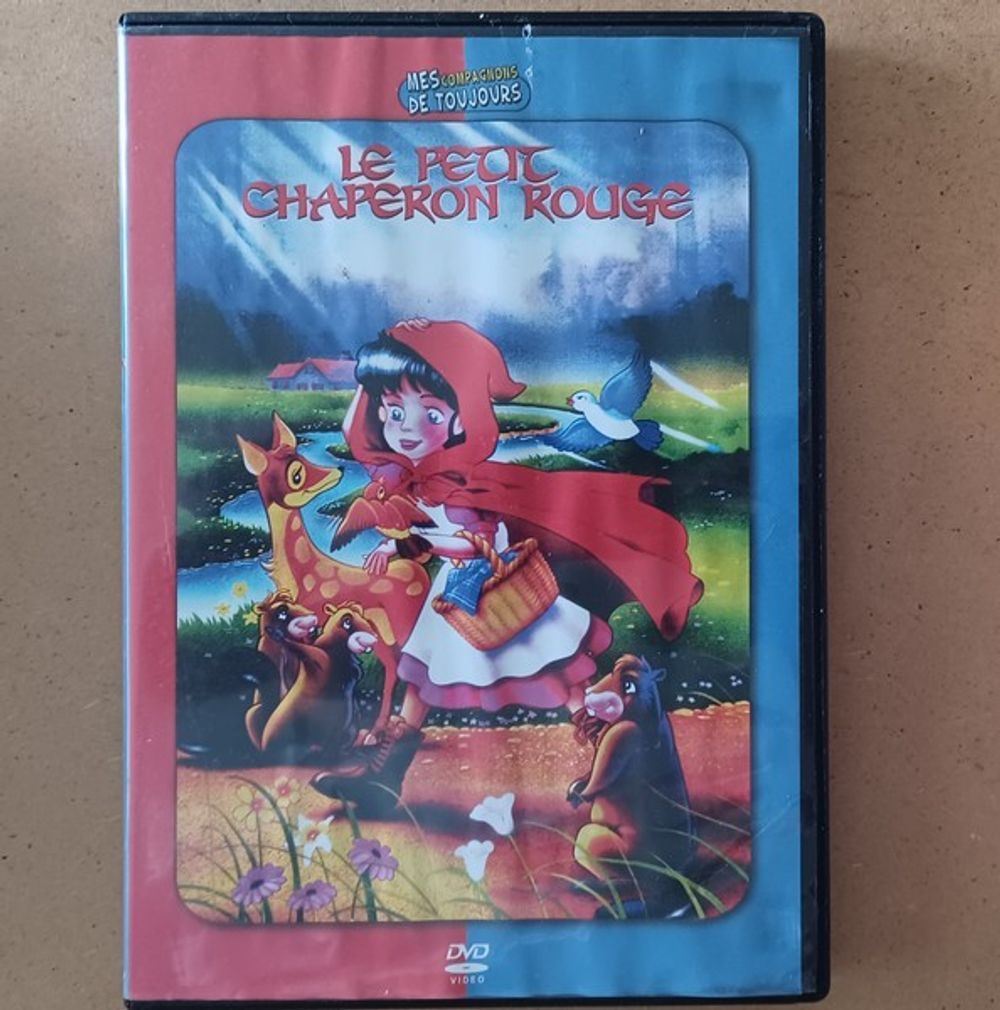 MES COMPAGNONS
DE TOUJOURS
LE PETIT
CHAPERON ROUGE
DVD
VIDEO